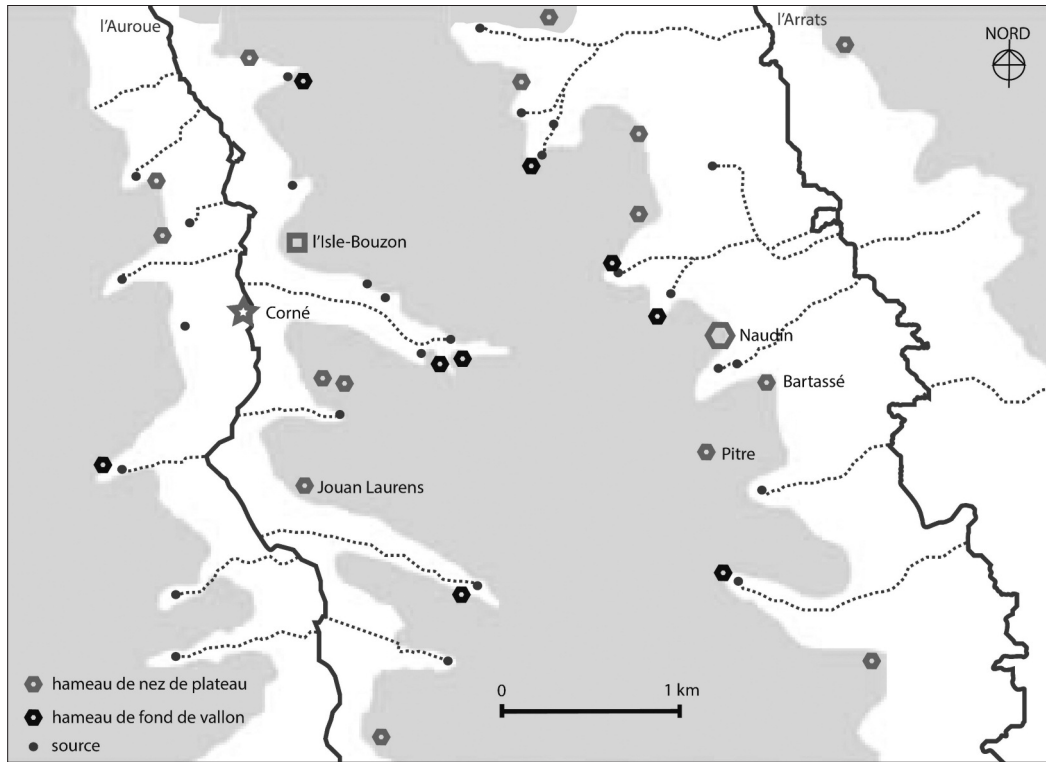 l'Auroue
l'Arrats
NORD
l'Isle-Bouzon
Corné
Naudin
Bartassé
Pitre
Jouan Laurens
hameau de nez de plateau
hameau de fond de vallon
source
0 1 km